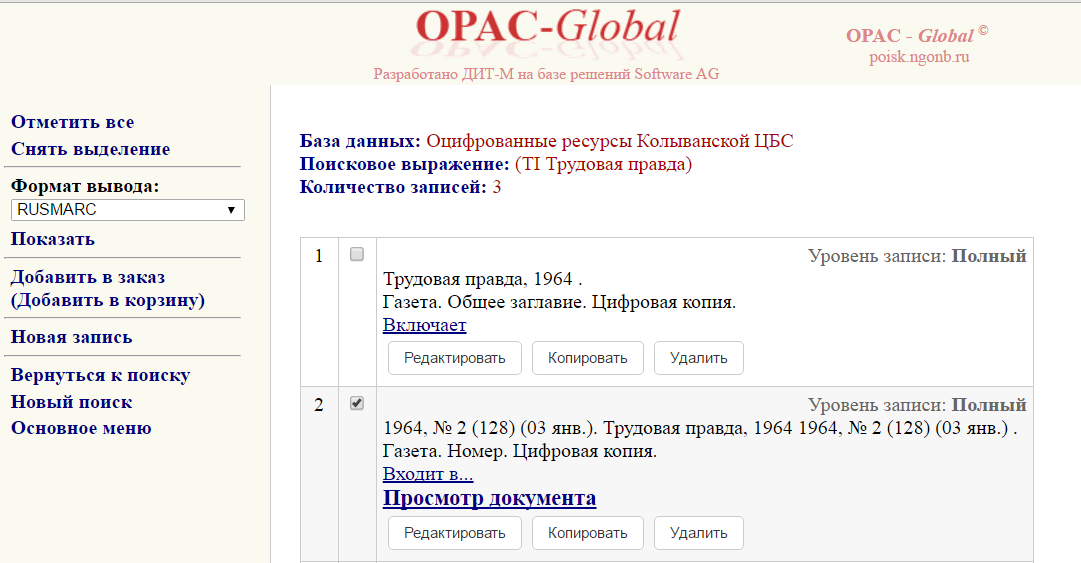 OPAC-Global
Разработано ДИТ-М на базе решений Software AG
OPAC - Global ©
poisk.ngonb.ru
Отметить все
Снять выделение
Формат вывода:
RUSMARC
Показать
Добавить в заказ
(Добавить в корзину)
Новая запись
Вернуться к поиску
Новый поиск
Основное меню
База данных: Оцифрованные ресурсы Колыванской ЦБС
Поисковое выражение: (TI Трудовая правда)
Количество записей: 3
1
Уровень записи: Полный
Трудовая правда, 1964 .
Газета. Общее заглавие. Цифровая копия.
Включает
Редактировать Копировать Удалить
2
Уровень записи: Полный
1964, № 2 (128) (03 янв.). Трудовая правда, 1964 1964, № 2 (128) (03 янв.) .
Газета. Номер. Цифровая копия.
Входит в...
Просмотр документа
Редактировать Копировать Удалить